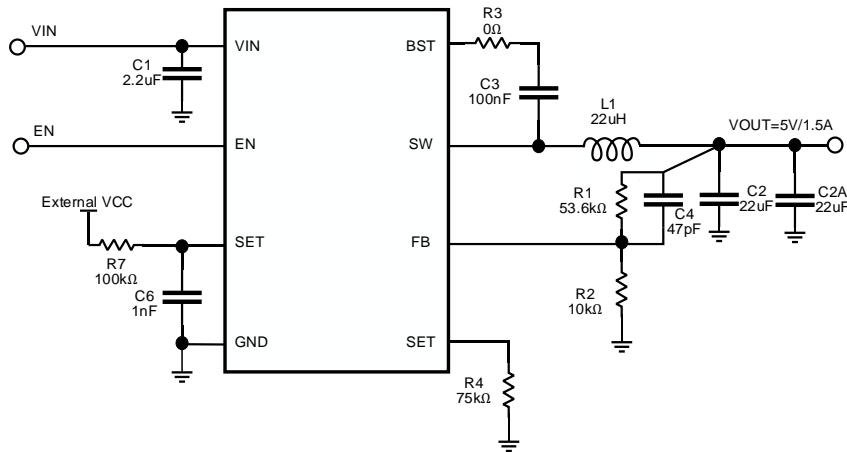 VIN
VIN
C1
2.2uF
EN
EN
External VCC
R7
100kΩ
SET
C6
1nF
GND
BST
R3
0Ω
C3
100nF
SW
L1
22uH
VOUT=5V/1.5A
R1
53.6kΩ
C4
47pF
C2
22uF
C2A
22uF
FB
R2
10kΩ
SET
R4
75kΩ